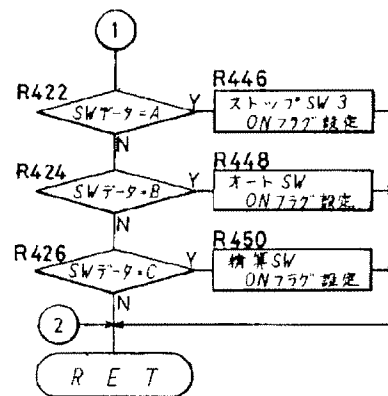 1
R422
SWデータ=A
Y
N
R446
ストップSW3
ONフラグ設定
R424
SWデータ=B
Y
N
R448
オートSW
ONフラグ設定
R426
SWデータ=C
Y
N
R450
精算SW
ONフラグ設定
2
RET